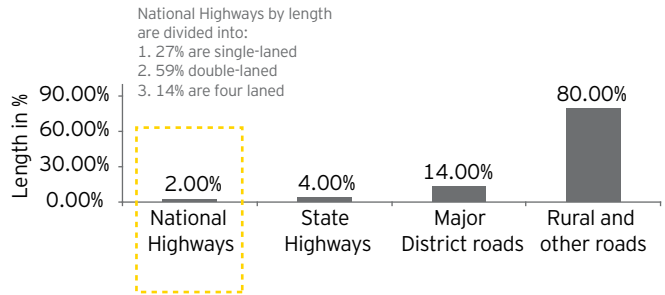 National Highways by length
are divided into:
1. 27% are single-laned
2. 59% double-laned
3. 14% are four laned
Length in %
90.00%
60.00%
30.00%
0.00%
2.00%
4.00%
14.00%
80.00%
National
Highways
State
Highways
Major
District roads
Rural and
other roads